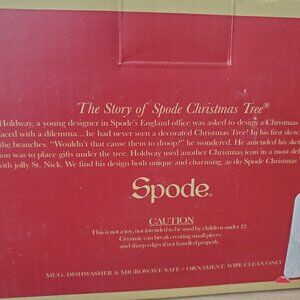 The Story of Spode Christmas Tree®
Holdway, a young designer in Spode's England office was asked to design a Christmas
faced with a dilemma... he had never seen a decorated Christmas Tree! In his first sket
the branches. "Wouldn't that cause them to droop?" he wondered. He amended his sket
son was to place gifts under the tree. Holdway used another Christmas icon in a most del
with jolly St. Nick. We find his design both unique and charming, as do Spode Christmas
Spode®
CAUTION
This is not a toy, not intended to be used by children under 12
Ceramic can break creating small pieces
and sharp edges if not handled properly.
MUG: DISHWASHER & MICROWAVE SAFE / ORNAMENT: WIPE CLEAN ONLY